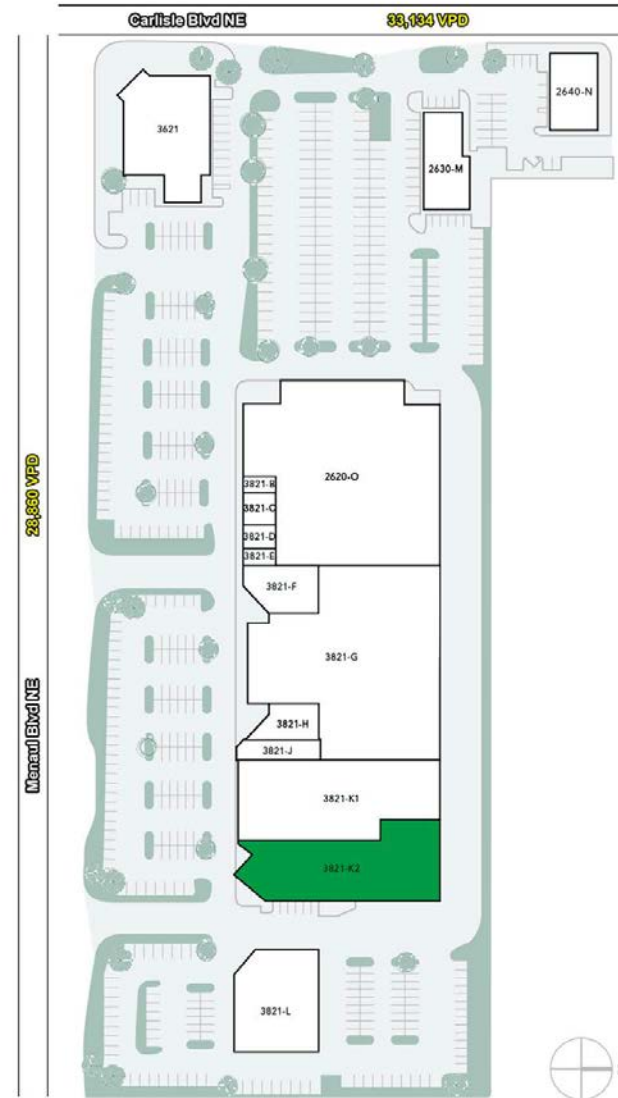 Carlisle Blvd NE 33,134 VPD
2640-N
3621
2630-M
28,860 VPD
Menaul Blvd NE
2620-O
3821-B
3821-C
3821-D
3821-E
3821-F
3821-G
3821-H
3821-J
3821-K1
3821-K2
3821-L